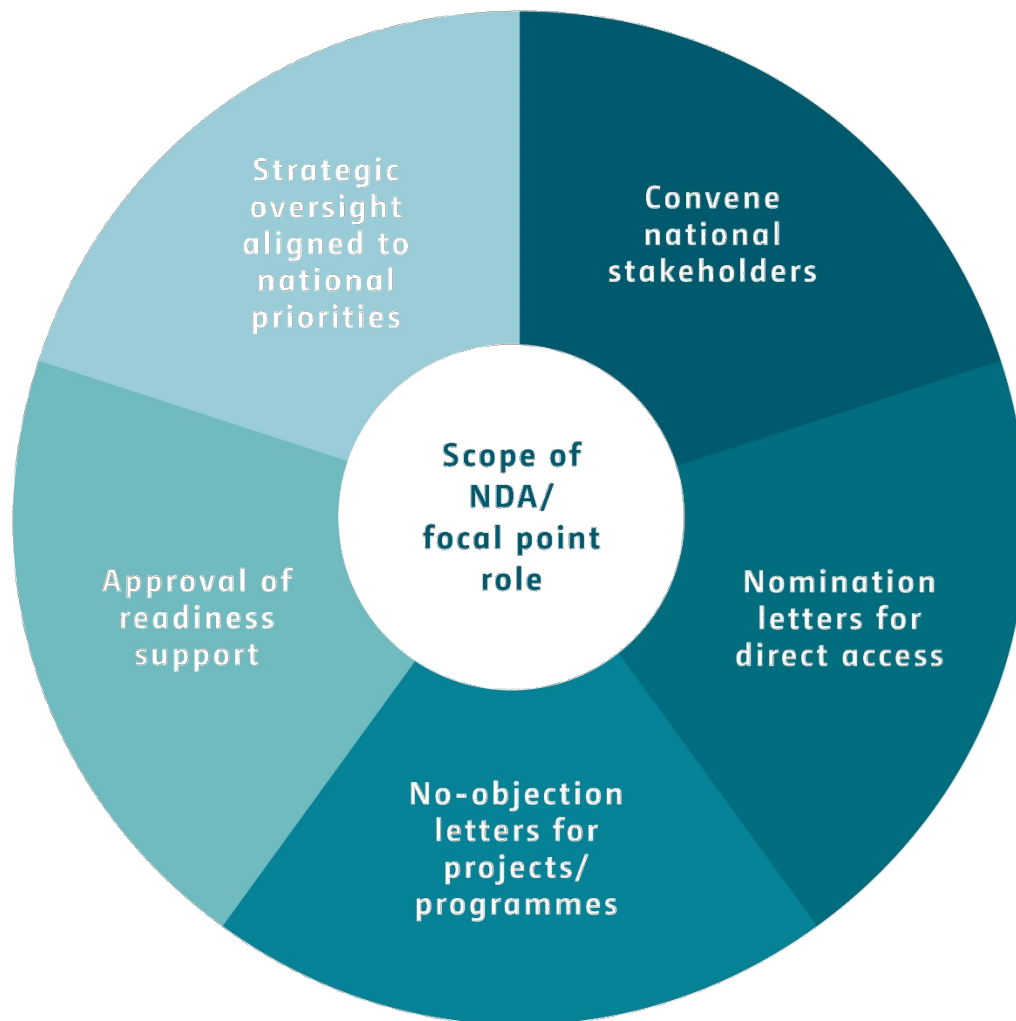 Strategic
oversight
aligned to
national
priorities
Convene
national
stakeholders
Scope of
NDA/
focal point
role
Approval of
readiness
support
Nomination
letters for
direct access
No-objection
letters for
projects/
programmes